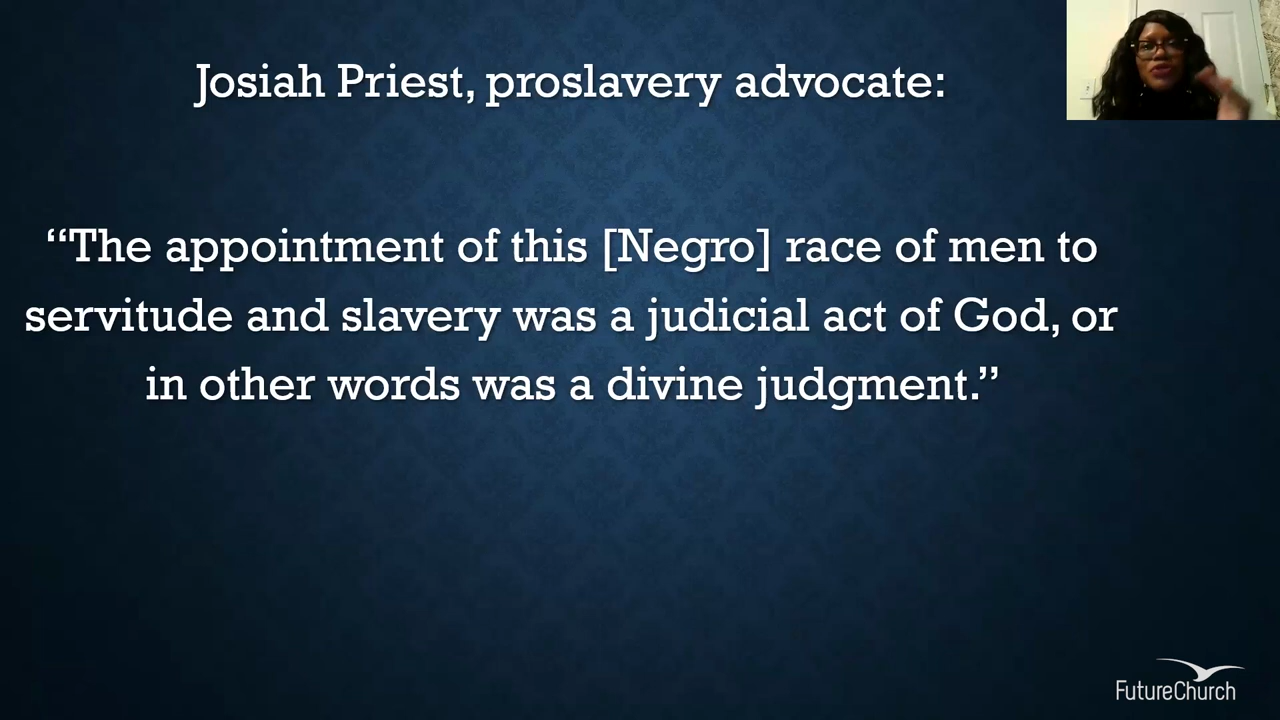 Josiah Priest, proslavery advocate:
“The appointment of this [Negro] race of men to
servitude and slavery was a judicial act of God, or
in other words was a divine judgment.”
FutureChurch